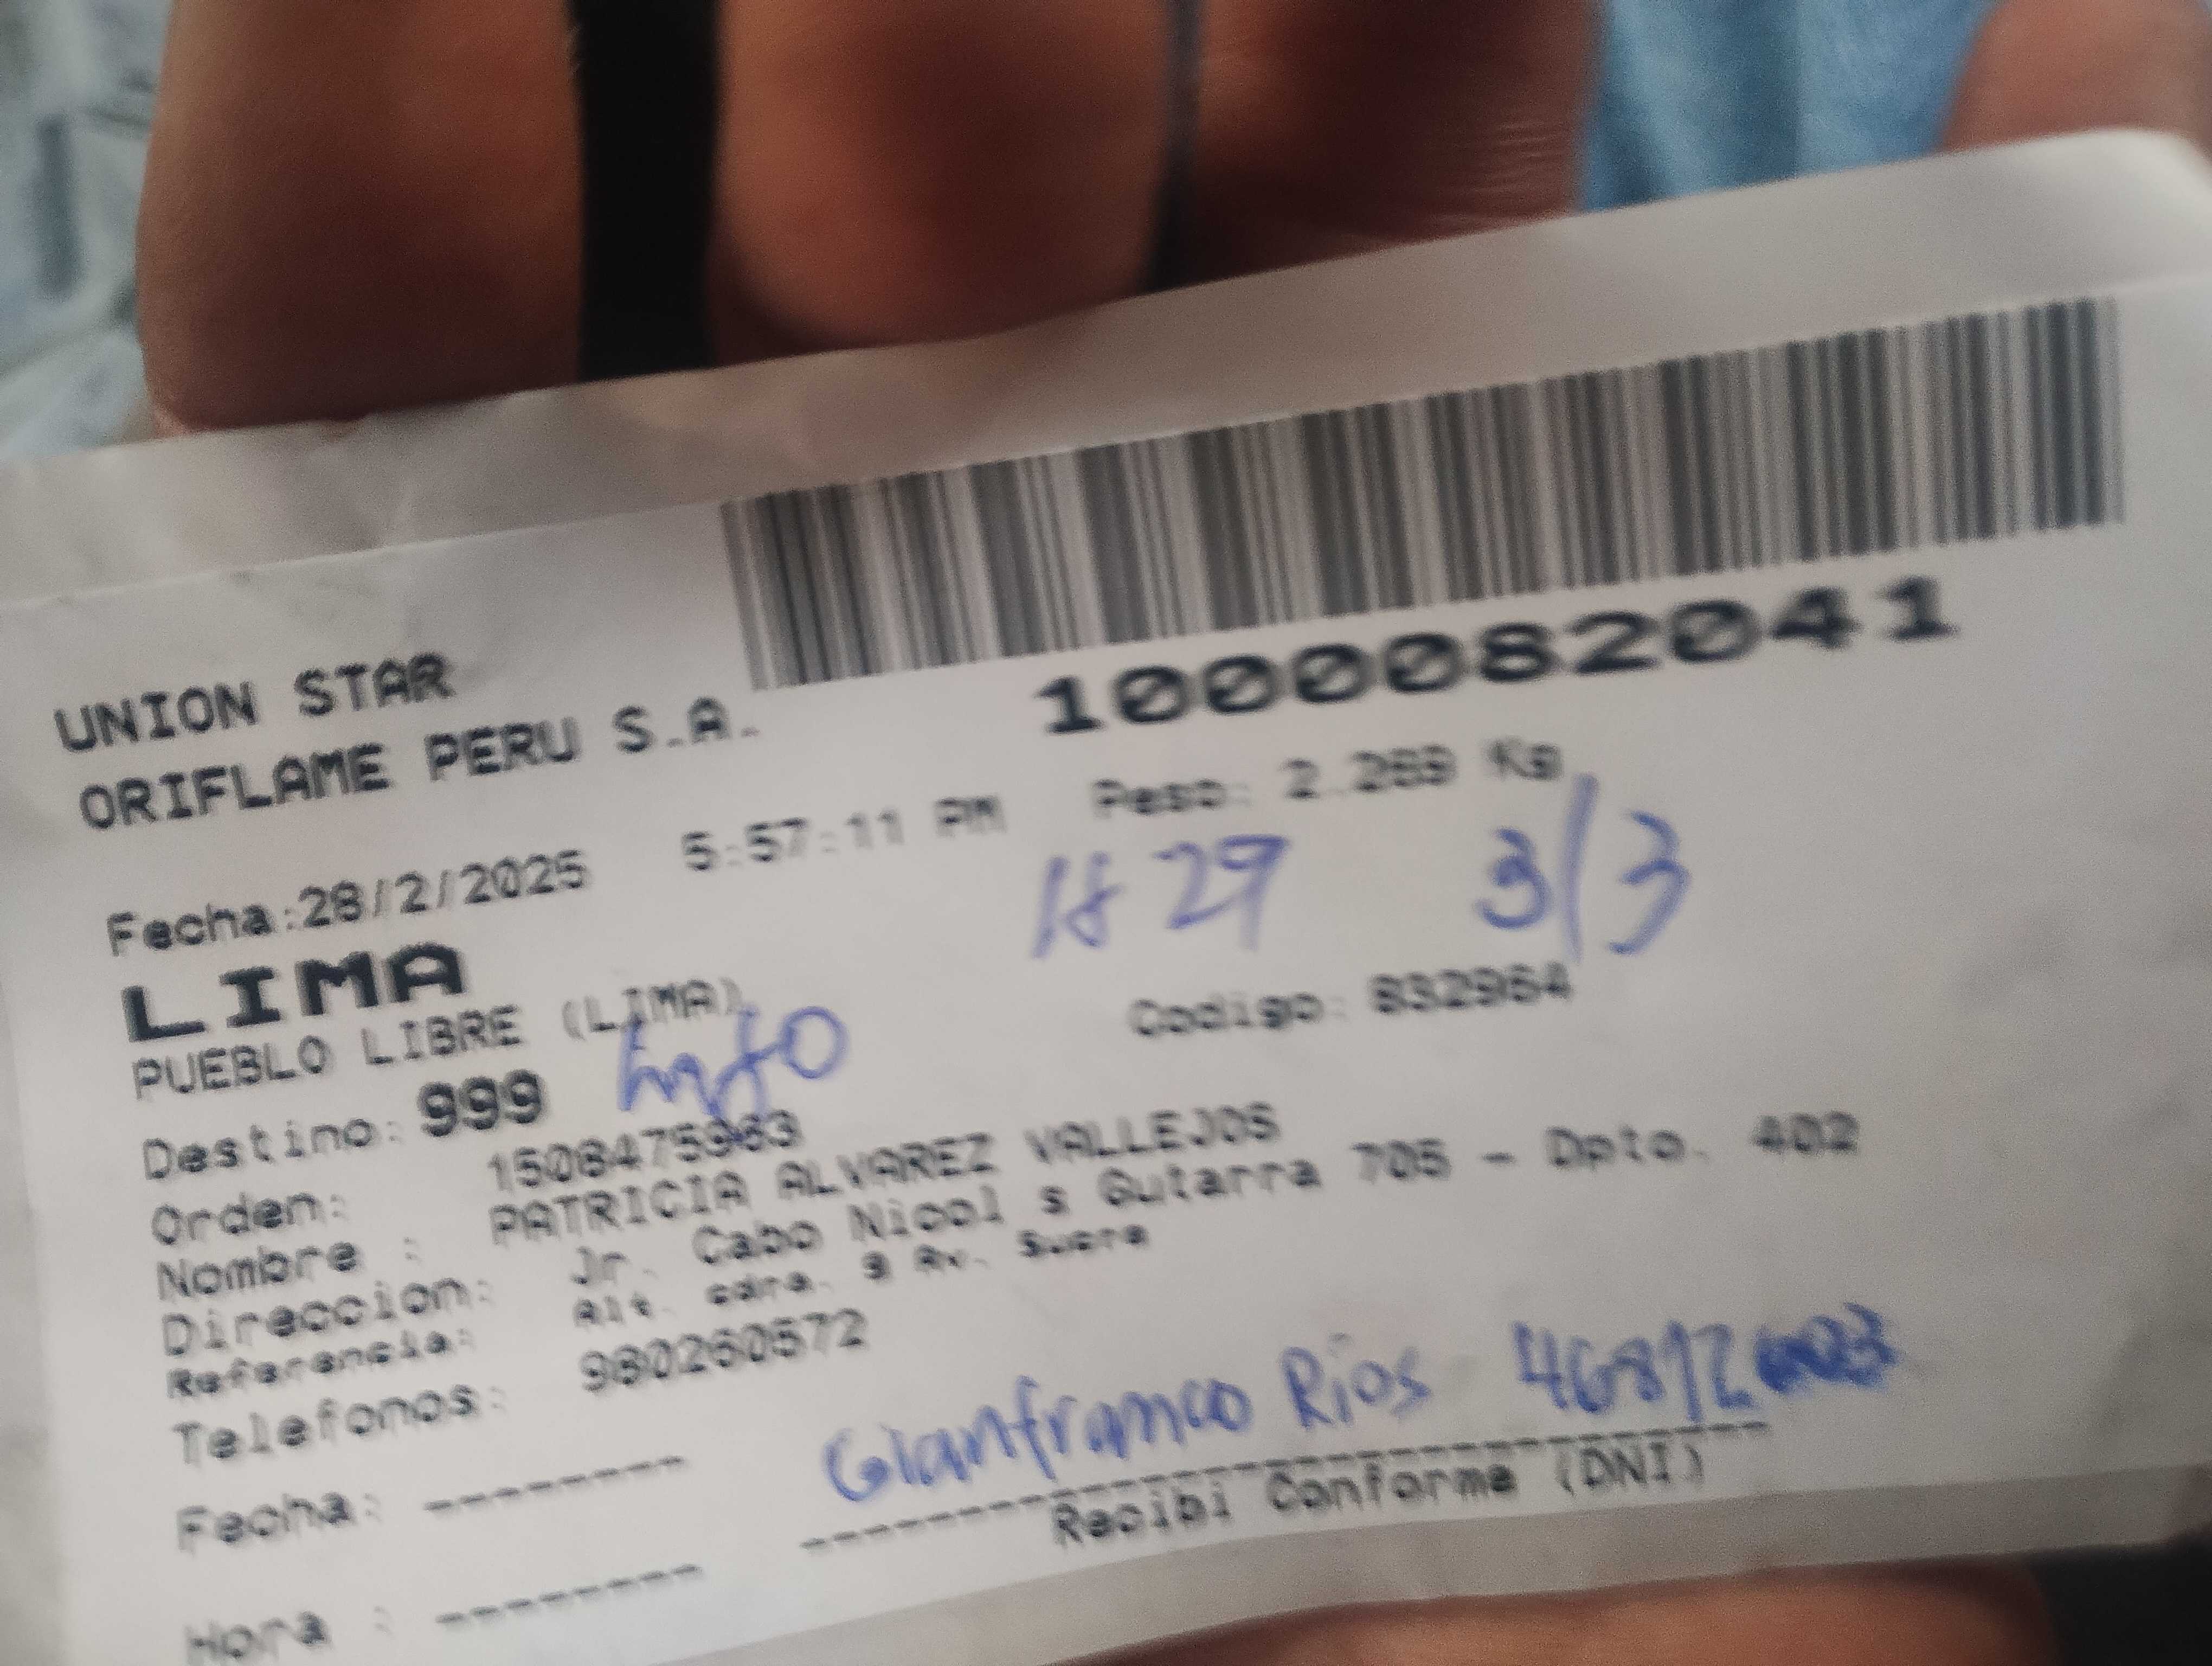 1000082041
UNION STAR
ORIFLAME PERU S.A.
Fecha:28/2/2025 5:57:11 PM Peso: 2.269 Kg
29 3/3
LIMA
PUEBLO LIBRE (LIMA)
Codigo: 832964
Destino: 999
Orden: 1508475963
Nombre : PATRICIA ALVAREZ VALLEJOS
Direccion: Jr. Cabo Nicol s Gutarra 705 - Dpto. 402
Referencia: Alt. cdra. 9 Av. Sucre
Telefonos: 980260572
Gianfranco Rios
Fecha: --------
Recibi Conforme (DNI)
Hora : --------